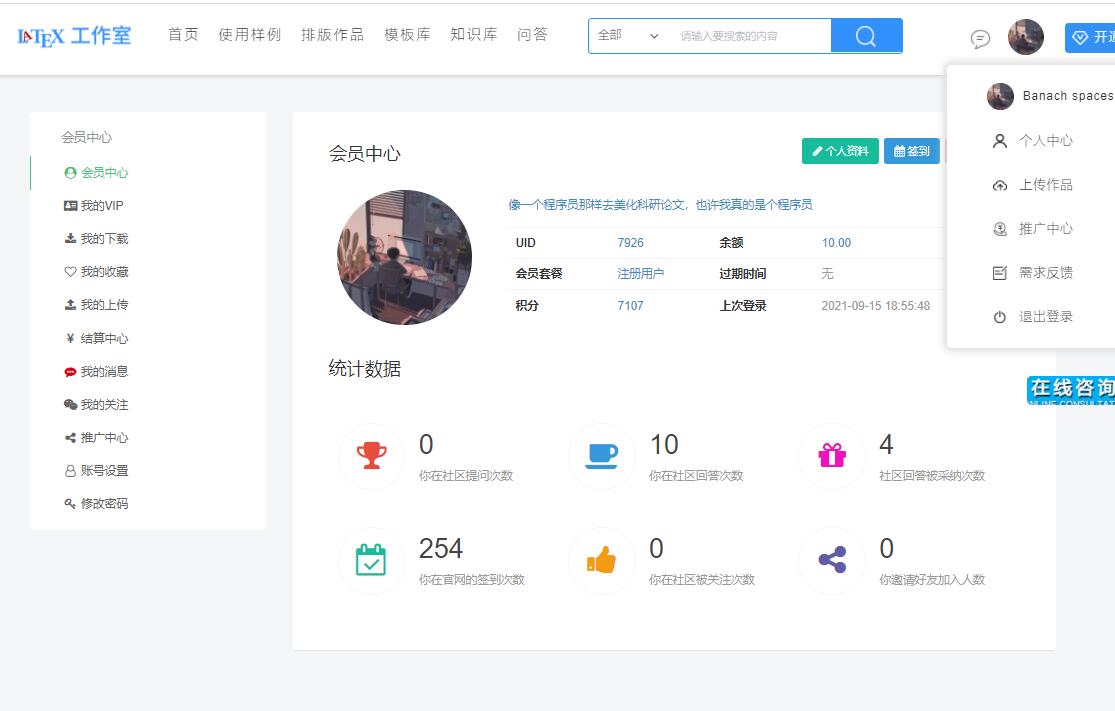 LATEX 工作室
首页 使用样例 排版作品 模板库 知识库 问答
全部 请输入要搜索的内容
Banach spaces
个人中心
上传作品
推广中心
需求反馈
退出登录
会员中心
会员中心
我的VIP
我的下载
我的收藏
我的上传
¥ 结算中心
我的消息
我的关注
推广中心
账号设置
修改密码
会员中心 个人资料 签到
像一个程序员那样去美化科研论文，也许我真的是个程序员
UID 7926 余额 10.00
会员套餐 注册用户 过期时间 无
积分 7107 上次登录 2021-09-15 18:55:48
统计数据
0
你在社区提问次数
10
你在社区回答次数
4
社区回答被采纳次数
254
你在官网的签到次数
0
你在社区被关注次数
0
你邀请好友加入人数
在线咨询